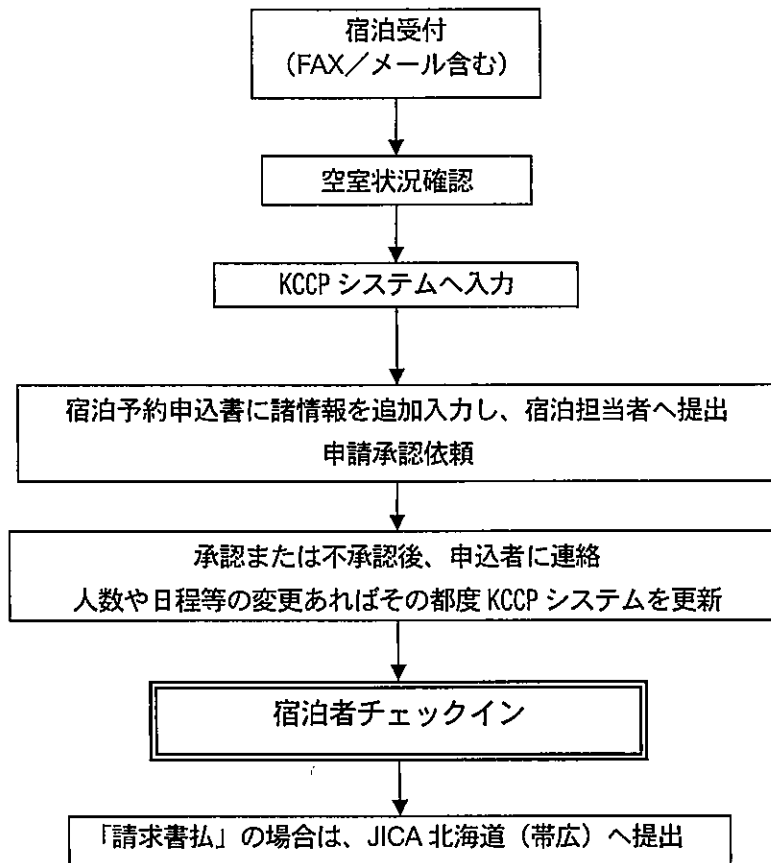 宿泊受付
(FAX／メール含む)
空室状況確認
KCCP システムへ入力
宿泊予約申込書に諸情報を追加入力し、宿泊担当者へ提出
申請承認依頼
承認または不承認後、申込者に連絡
人数や日程等の変更あればその都度 KCCP システムを更新
宿泊者チェックイン
「請求書払」の場合は、JICA 北海道（帯広）へ提出